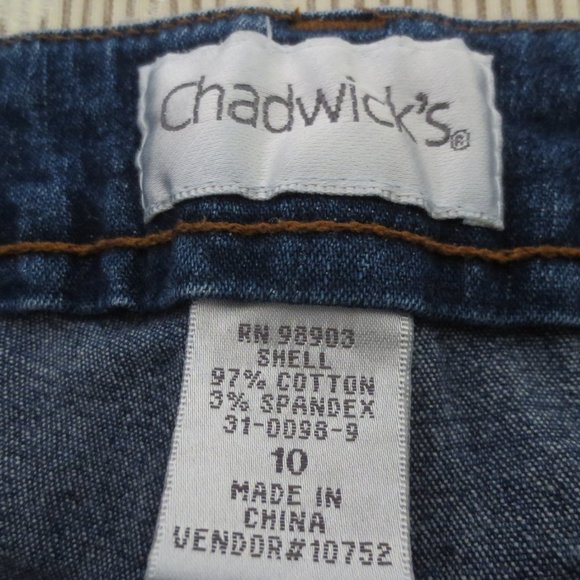 Chadwick's®
RN 98903
SHELL
97% COTTON
3% SPANDEX
31-0098-9
10
MADE IN
CHINA
VENDOR#10752